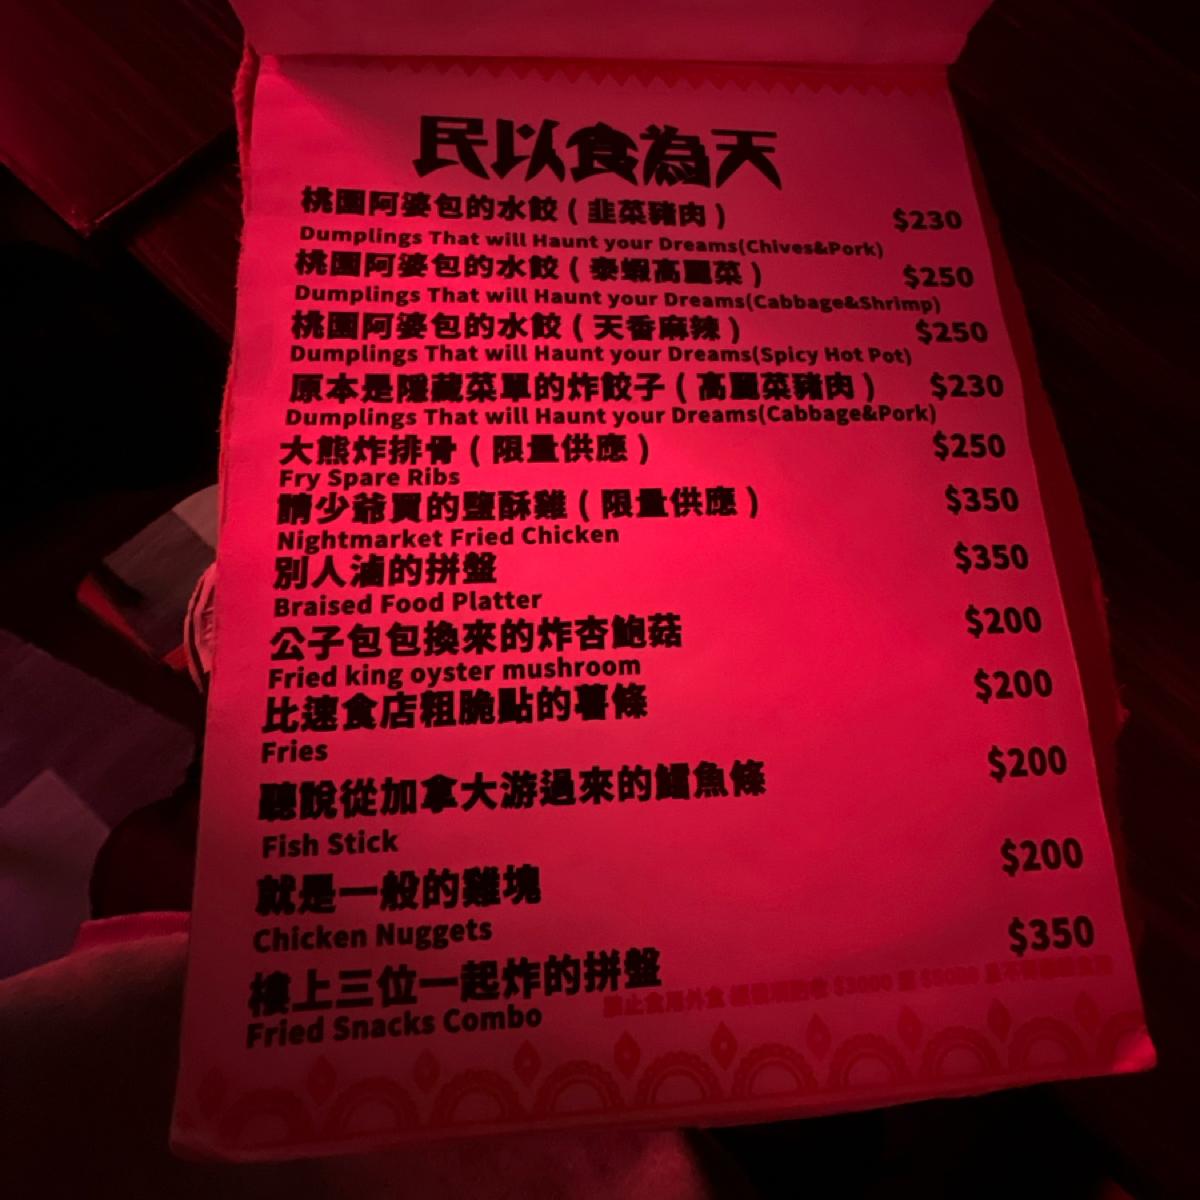 民以食為天
桃園阿婆包的水餃（韭菜豬肉） $230
Dumplings That will Haunt your Dreams(Chives&Pork)
桃園阿婆包的水餃（泰蝦高麗菜） $250
Dumplings That will Haunt your Dreams(Cabbage&Shrimp)
桃園阿婆包的水餃（天香麻辣） $250
Dumplings That will Haunt your Dreams(Spicy Hot Pot)
原本是隱藏菜單的炸餃子（高麗菜豬肉） $230
Dumplings That will Haunt your Dreams(Cabbage&Pork)
大熊炸排骨（限量供應） $250
Fry Spare Ribs
請少爺買的鹽酥雞（限量供應） $350
Nightmarket Fried Chicken
別人滷的拼盤 $350
Braised Food Platter
公子包包換來的炸杏鮑菇 $200
Fried king oyster mushroom
比速食店粗脆點的薯條 $200
Fries
聽說從加拿大游過來的鱈魚條 $200
Fish Stick
就是一般的雞塊 $200
Chicken Nuggets
樓上三位一起炸的拼盤 $350
Fried Snacks Combo
禁止食用外食